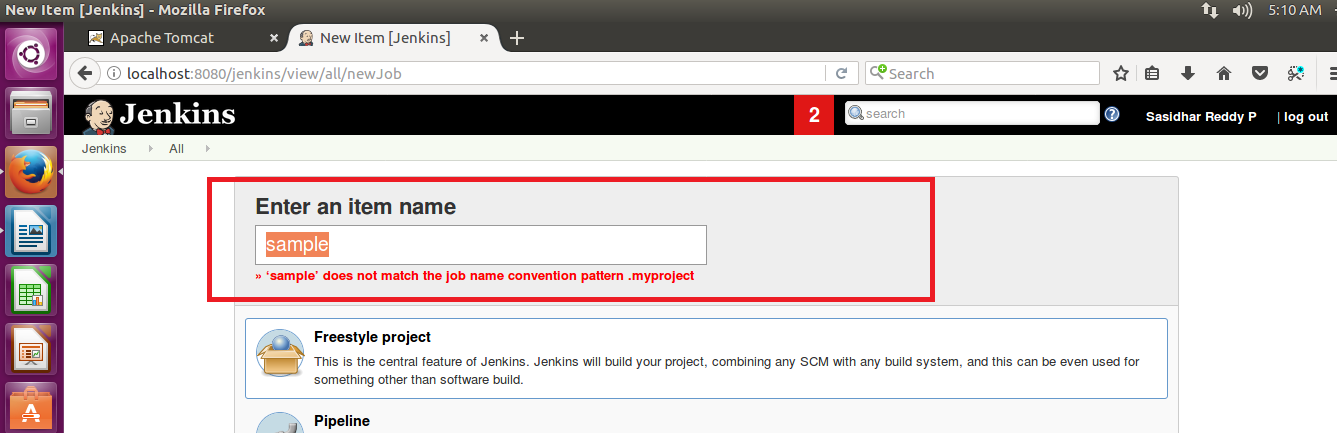 New Item [Jenkins] - Mozilla Firefox
5:10 AM
Apache Tomcat
New Item [Jenkins]
localhost:8080/jenkins/view/all/newJob
Search
Jenkins
2
search
Sasidhar Reddy P
| log out
Jenkins
All
Enter an item name
sample
» ‘sample’ does not match the job name convention pattern .myproject
Freestyle project
This is the central feature of Jenkins. Jenkins will build your project, combining any SCM with any build system, and this can be even used for
something other than software build.
Pipeline